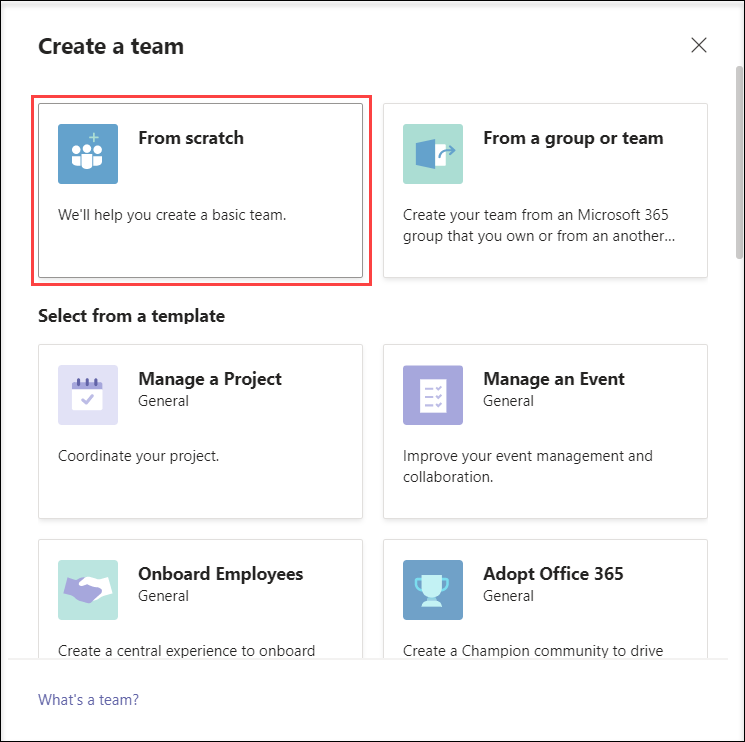 Create a team
From scratch
We'll help you create a basic team.
From a group or team
Create your team from an Microsoft 365
group that you own or from an another...
Select from a template
Manage a Project
General
Coordinate your project.
Manage an Event
General
Improve your event management and
collaboration.
Onboard Employees
General
Create a central experience to onboard
Adopt Office 365
General
Create a Champion community to drive
What's a team?